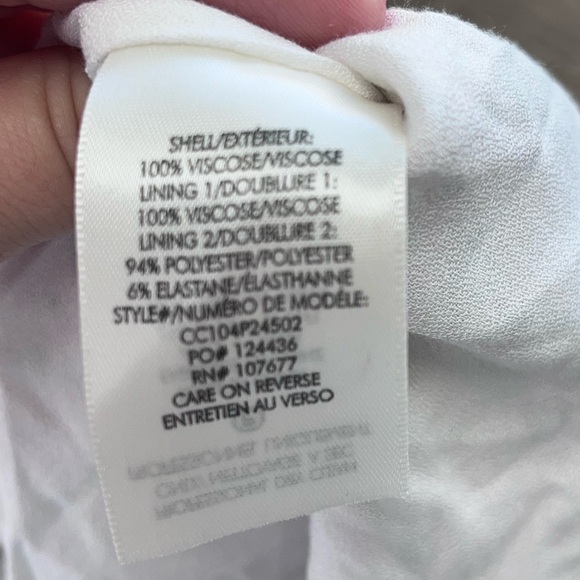 SHELL/EXTÉRIEUR:
100% VISCOSE/VISCOSE
LINING 1/DOUBLURE 1:
100% VISCOSE/VISCOSE
LINING 2/DOUBLURE 2:
94% POLYESTER/POLYESTER
6% ELASTANE/ÉLASTHANNE
STYLE#/NUMÉRO DE MODÈLE:
CC104P24502
PO# 124436
RN# 107677
CARE ON REVERSE
ENTRETIEN AU VERSO